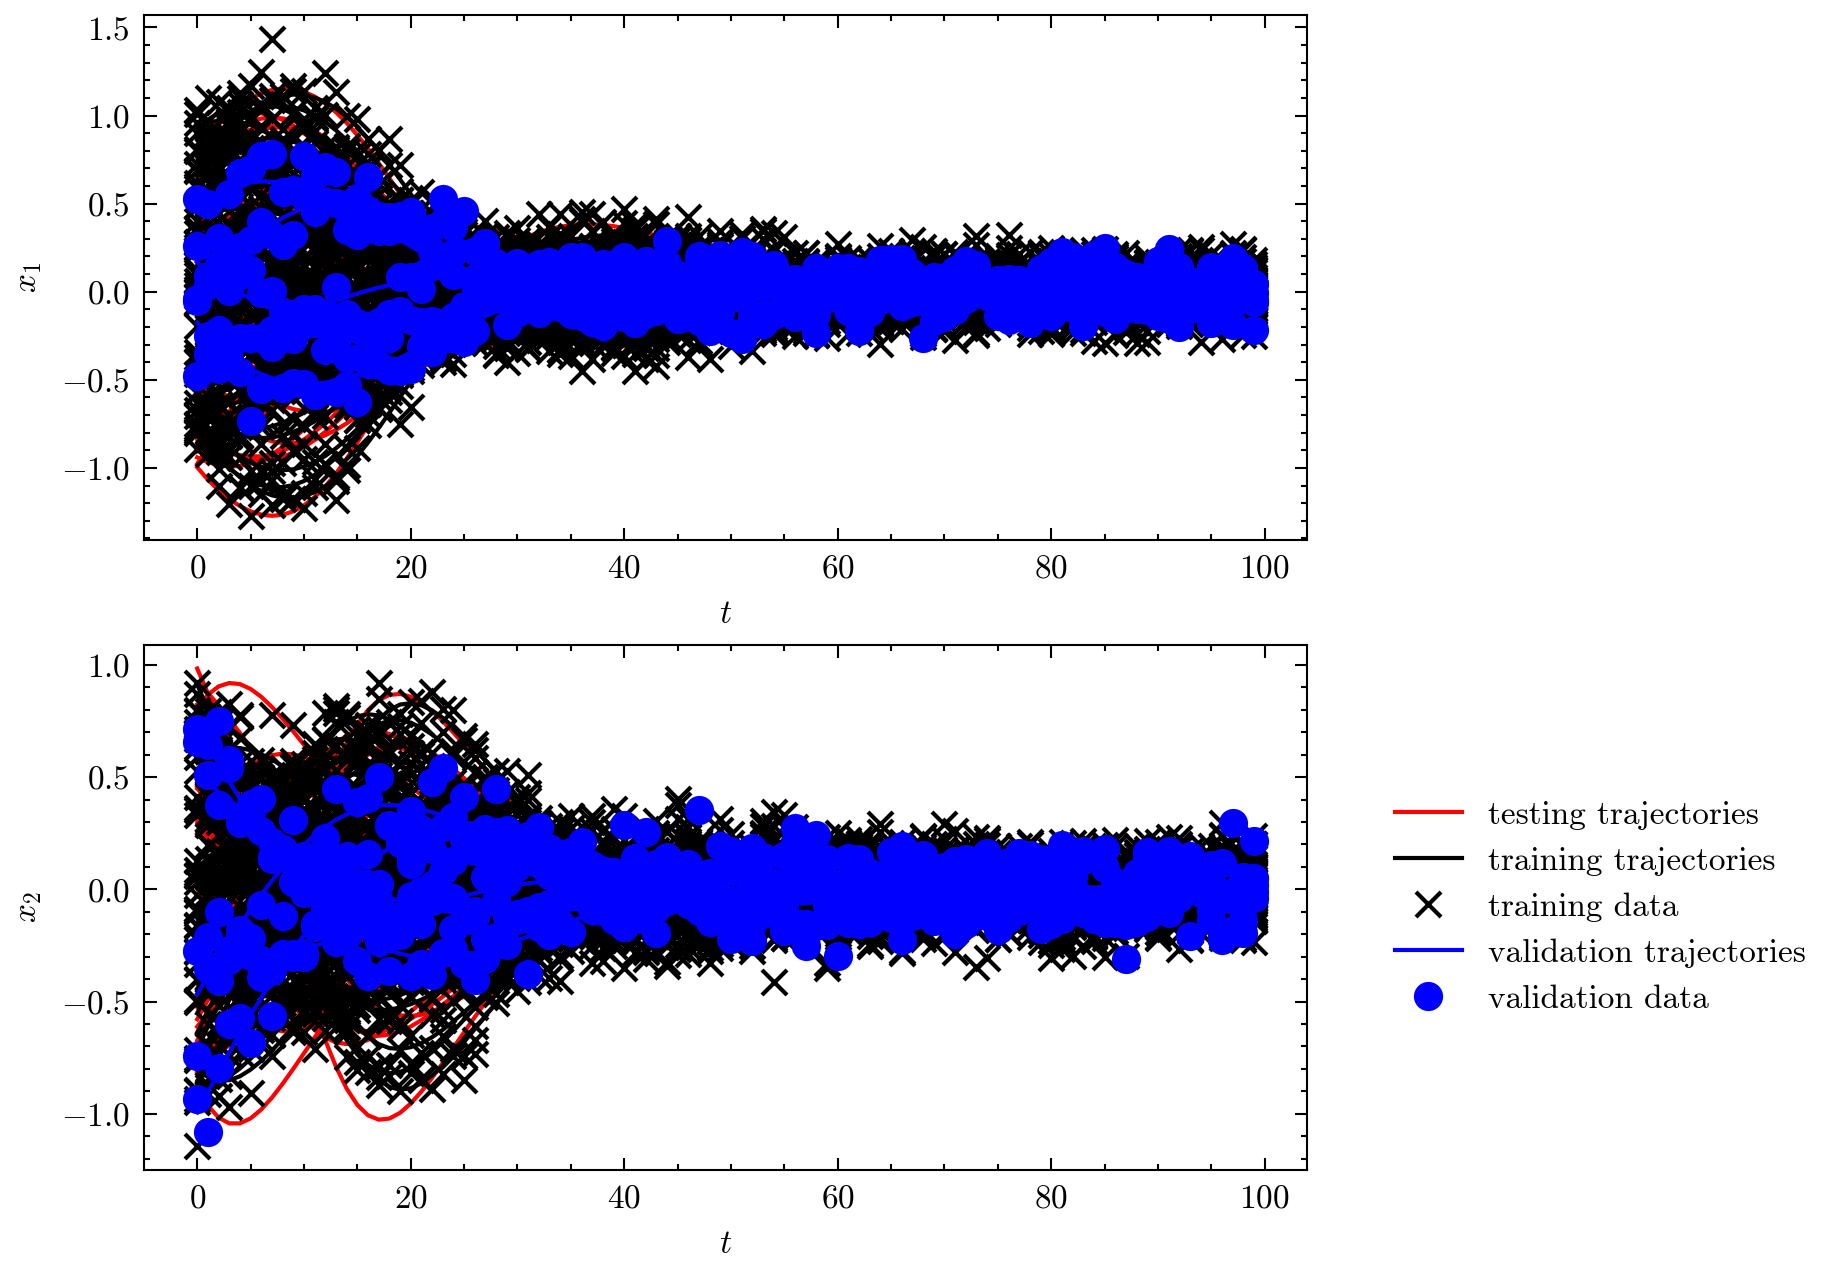 1.5
1.0
0.5
0.0
−0.5
−1.0
x1
0 20 40 60 80 100
t
1.0
0.5
0.0
−0.5
−1.0
x2
0 20 40 60 80 100
t
testing trajectories
training trajectories
training data
validation trajectories
validation data